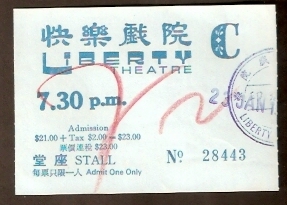 快樂戲院
C
LIBERTY
THEATRE
7.30 p.m.
Admission
$21.00 + Tax $2.00 = $23.00
票價連稅 $23.00
堂座 STALL
每票只限一人 Admit One Only
№ 28443
LIBERTY